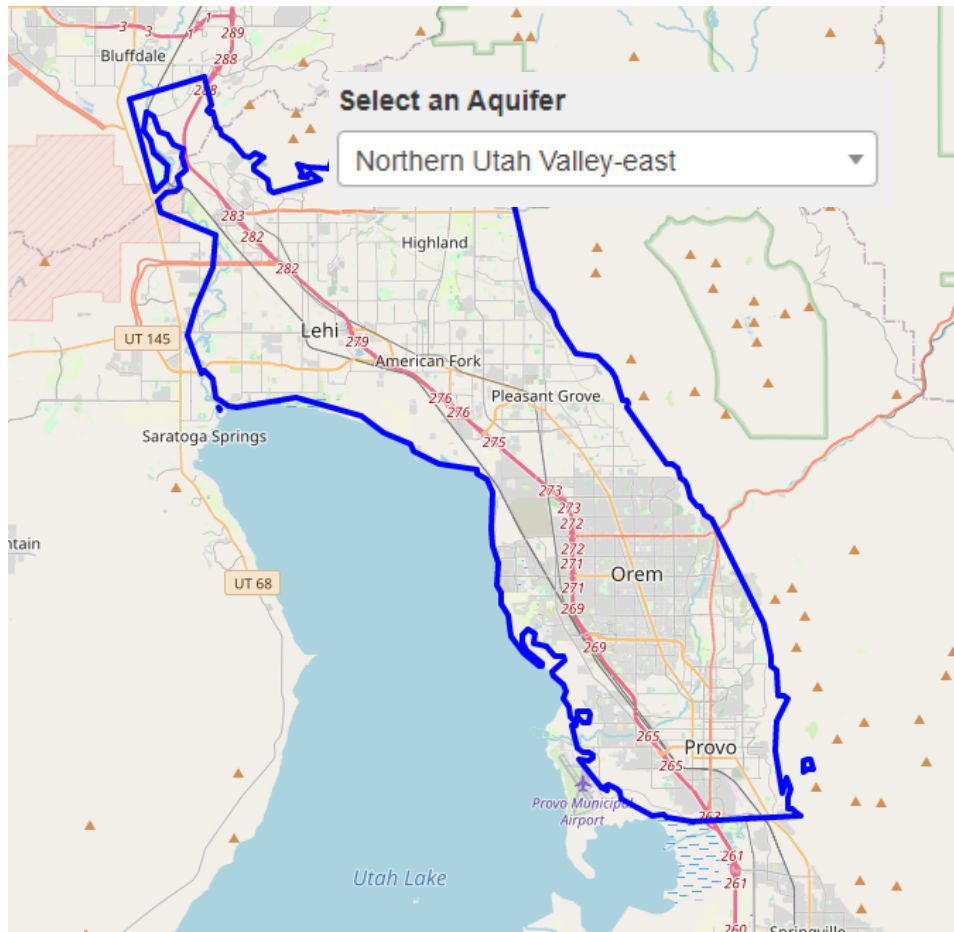 3
3
1
1
289
Bluffdale
288
288
Select an Aquifer
Northern Utah Valley-east
283
282
Highland
282
Lehi
UT 145
279
American Fork
276
Pleasant Grove
276
Saratoga Springs
275
273
273
272
ntain
272
271
Orem
UT 68
271
269
269
265
Provo
265
Provo Municipal
Airport
263
261
Utah Lake
261
260
Springville